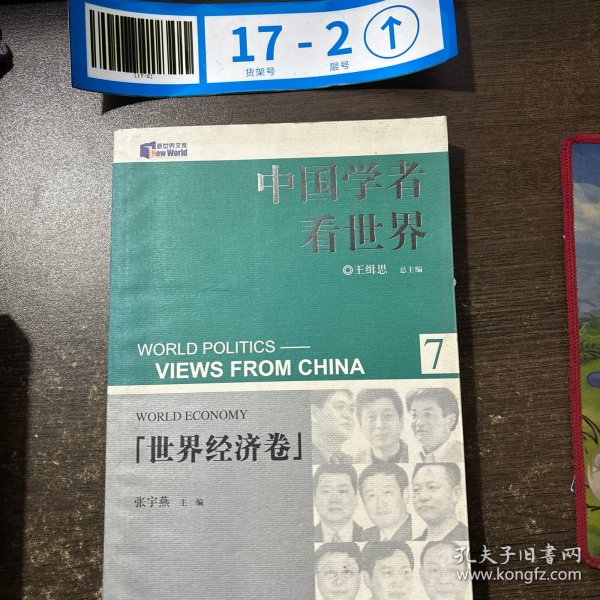 [17-2]
17-2
货架号
层号
新世界文库
New World
中国学者
看世界
◎王缉思 总主编
WORLD POLITICS —
VIEWS FROM CHINA
7
WORLD ECONOMY
「世界经济卷」
张宇燕 主编
孔夫子旧书网
www.kongfz.com